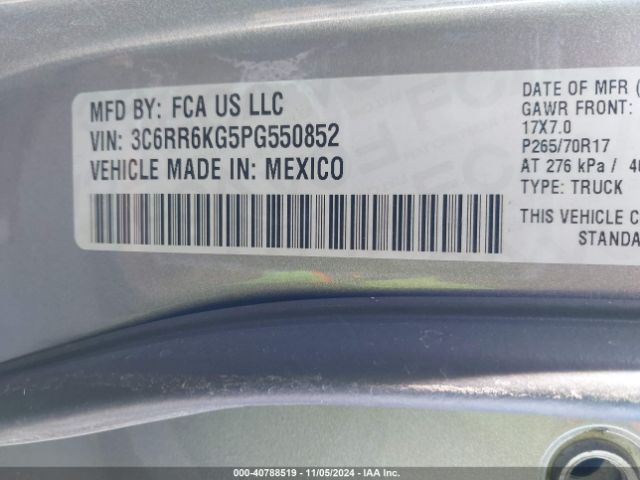 MFD BY: FCA US LLC
VIN: 3C6RR6KG5PG550852
VEHICLE MADE IN: MEXICO
DATE OF MFR (
GAWR FRONT:
17X7.0
P265/70R17
AT 276 kPa / 40
TYPE: TRUCK
THIS VEHICLE C
STANDA
000-40788519 - 11/05/2024 - IAA Inc.